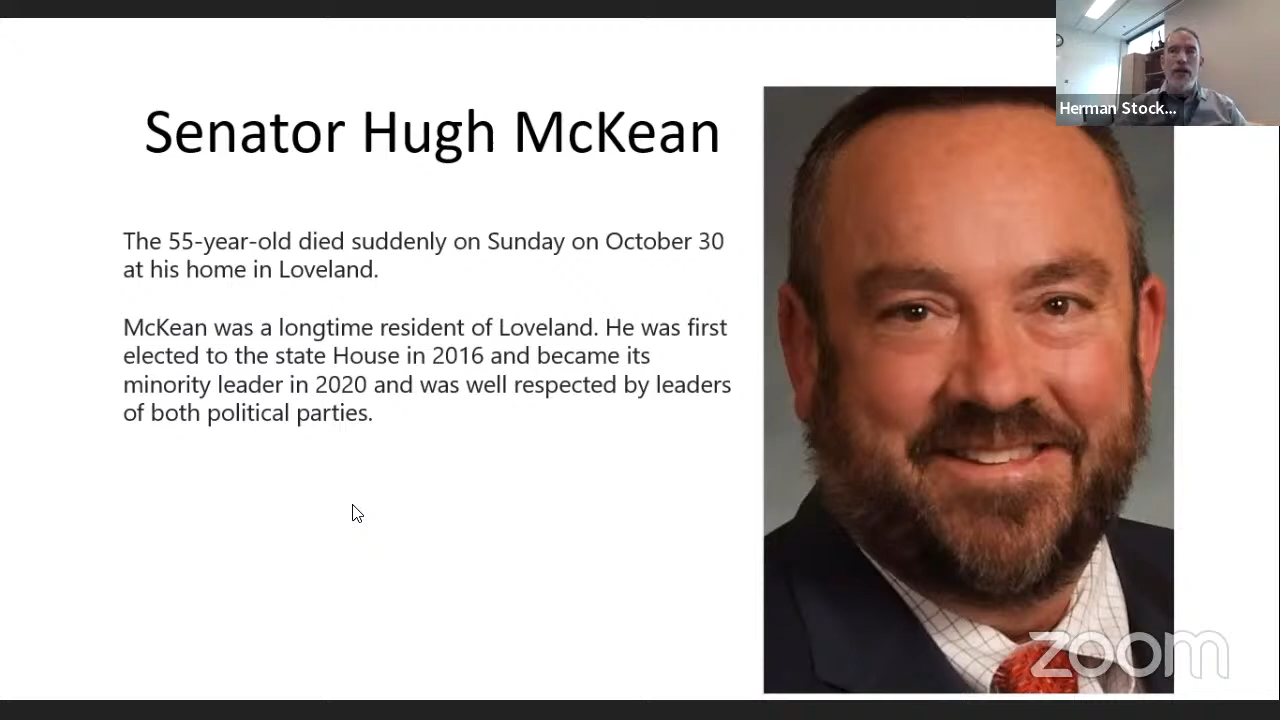 Senator Hugh McKean
Herman Stock...
The 55-year-old died suddenly on Sunday on October 30
at his home in Loveland.
McKean was a longtime resident of Loveland. He was first
elected to the state House in 2016 and became its
minority leader in 2020 and was well respected by leaders
of both political parties.
zoom